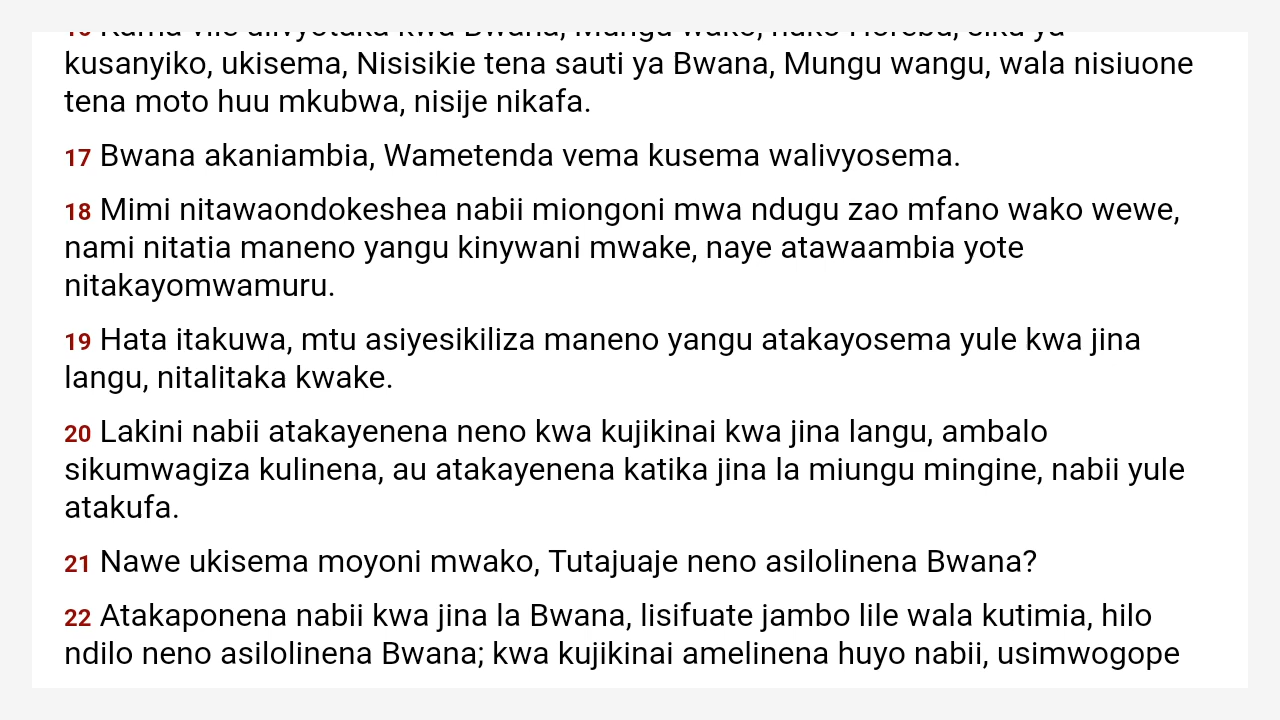 kusanyiko, ukisema, Nisisikie tena sauti ya Bwana, Mungu wangu, wala nisiuone
tena moto huu mkubwa, nisije nikafa.
17 Bwana akaniambia, Wametenda vema kusema walivyosema.
18 Mimi nitawaondokeshea nabii miongoni mwa ndugu zao mfano wako wewe,
nami nitatia maneno yangu kinywani mwake, naye atawaambia yote
nitakayomwamuru.
19 Hata itakuwa, mtu asiyesikiliza maneno yangu atakayosema yule kwa jina
langu, nitalitaka kwake.
20 Lakini nabii atakayenena neno kwa kujikinai kwa jina langu, ambalo
sikumwagiza kulinena, au atakayenena katika jina la miungu mingine, nabii yule
atakufa.
21 Nawe ukisema moyoni mwako, Tutajuaje neno asilolinena Bwana?
22 Atakaponena nabii kwa jina la Bwana, lisifuate jambo lile wala kutimia, hilo
ndilo neno asilolinena Bwana; kwa kujikinai amelinena huyo nabii, usimwogope